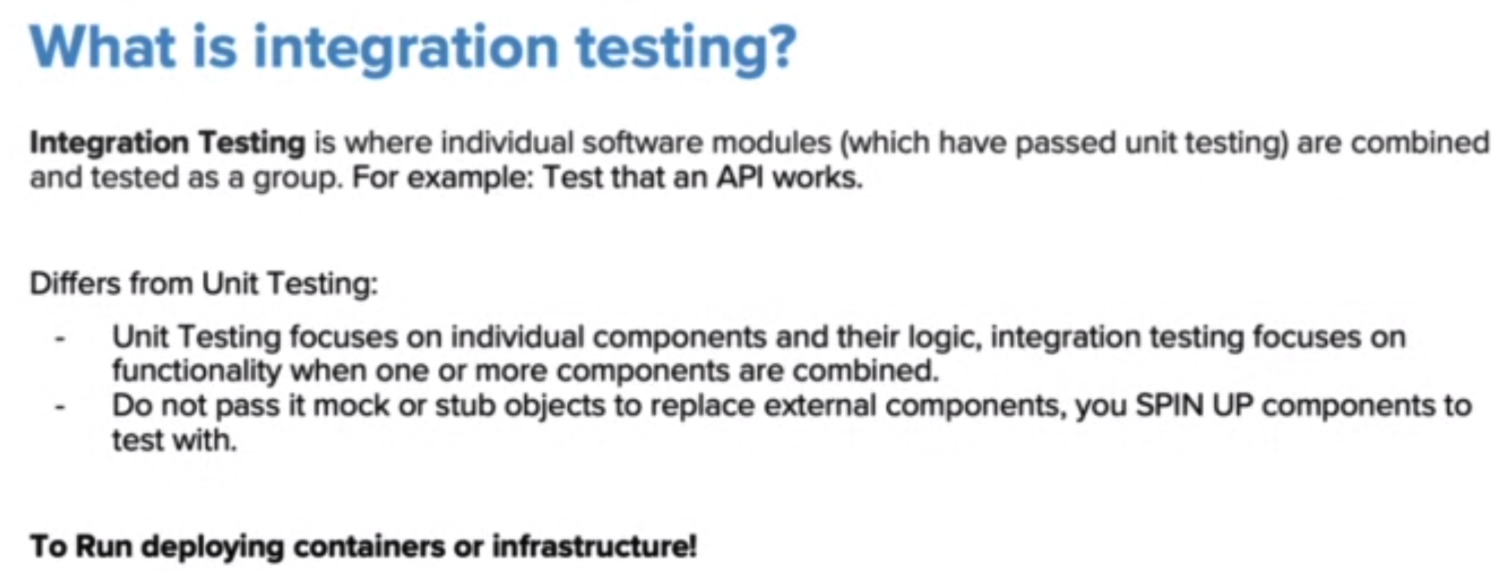 What is integration testing?
Integration Testing is where individual software modules (which have passed unit testing) are combined
and tested as a group. For example: Test that an API works.
Differs from Unit Testing:
- Unit Testing focuses on individual components and their logic, integration testing focuses on
functionality when one or more components are combined.
- Do not pass it mock or stub objects to replace external components, you SPIN UP components to
test with.
To Run deploying containers or infrastructure!